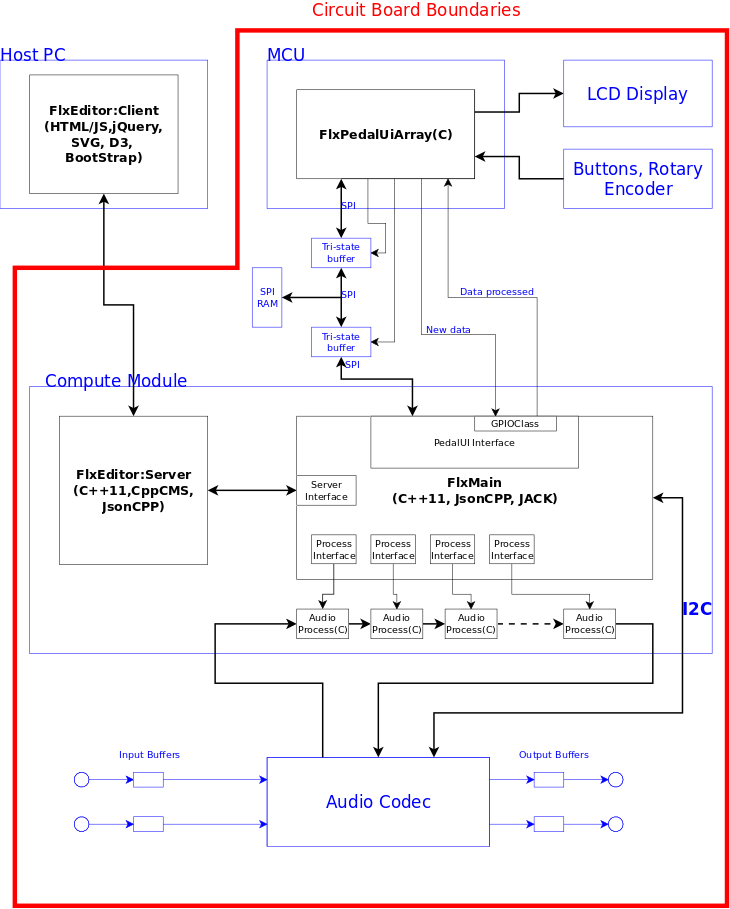 Circuit Board Boundaries
Host PC
MCU
FlxEditor:Client
(HTML/JS,jQuery,
SVG, D3,
BootStrap)
FlxPedalUiArray(C)
LCD Display
Buttons, Rotary
Encoder
SPI
Tri-state
buffer
SPI
RAM
SPI
Data processed
Tri-state
buffer
New data
SPI
Compute Module
GPIOClass
PedalUI Interface
FlxEditor:Server
(C++11,CppCMS,
JsonCPP)
Server
Interface
FlxMain
(C++11, JsonCPP, JACK)
Process
Interface
Process
Interface
Process
Interface
Process
Interface
I2C
Audio
Process(C)
Audio
Process(C)
Audio
Process(C)
Audio
Process(C)
Input Buffers
Output Buffers
Audio Codec